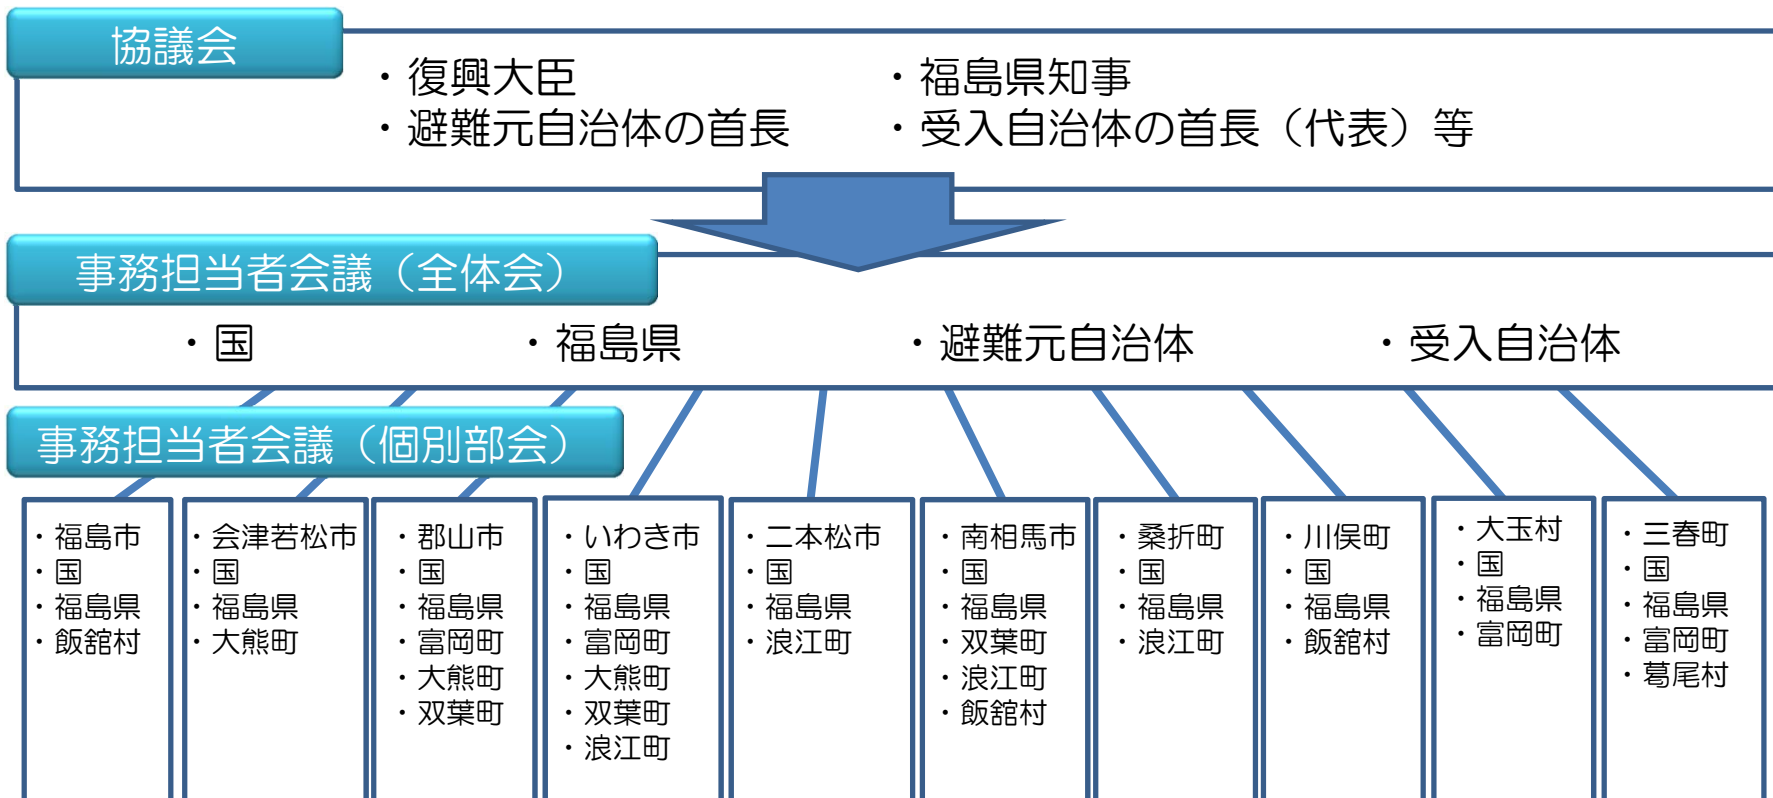 協議会
・復興大臣 ・福島県知事
・避難元自治体の首長 ・受入自治体の首長（代表）等
事務担当者会議（全体会）
・国 ・福島県 ・避難元自治体 ・受入自治体
事務担当者会議（個別部会）
・福島市
・国
・福島県
・飯舘村
・会津若松市
・国
・福島県
・大熊町
・郡山市
・国
・福島県
・富岡町
・大熊町
・双葉町
・いわき市
・国
・福島県
・富岡町
・大熊町
・双葉町
・浪江町
・二本松市
・国
・福島県
・浪江町
・南相馬市
・国
・福島県
・双葉町
・浪江町
・飯舘村
・桑折町
・国
・福島県
・浪江町
・川俣町
・国
・福島県
・飯舘村
・大玉村
・国
・福島県
・富岡町
・三春町
・国
・福島県
・富岡町
・葛尾村